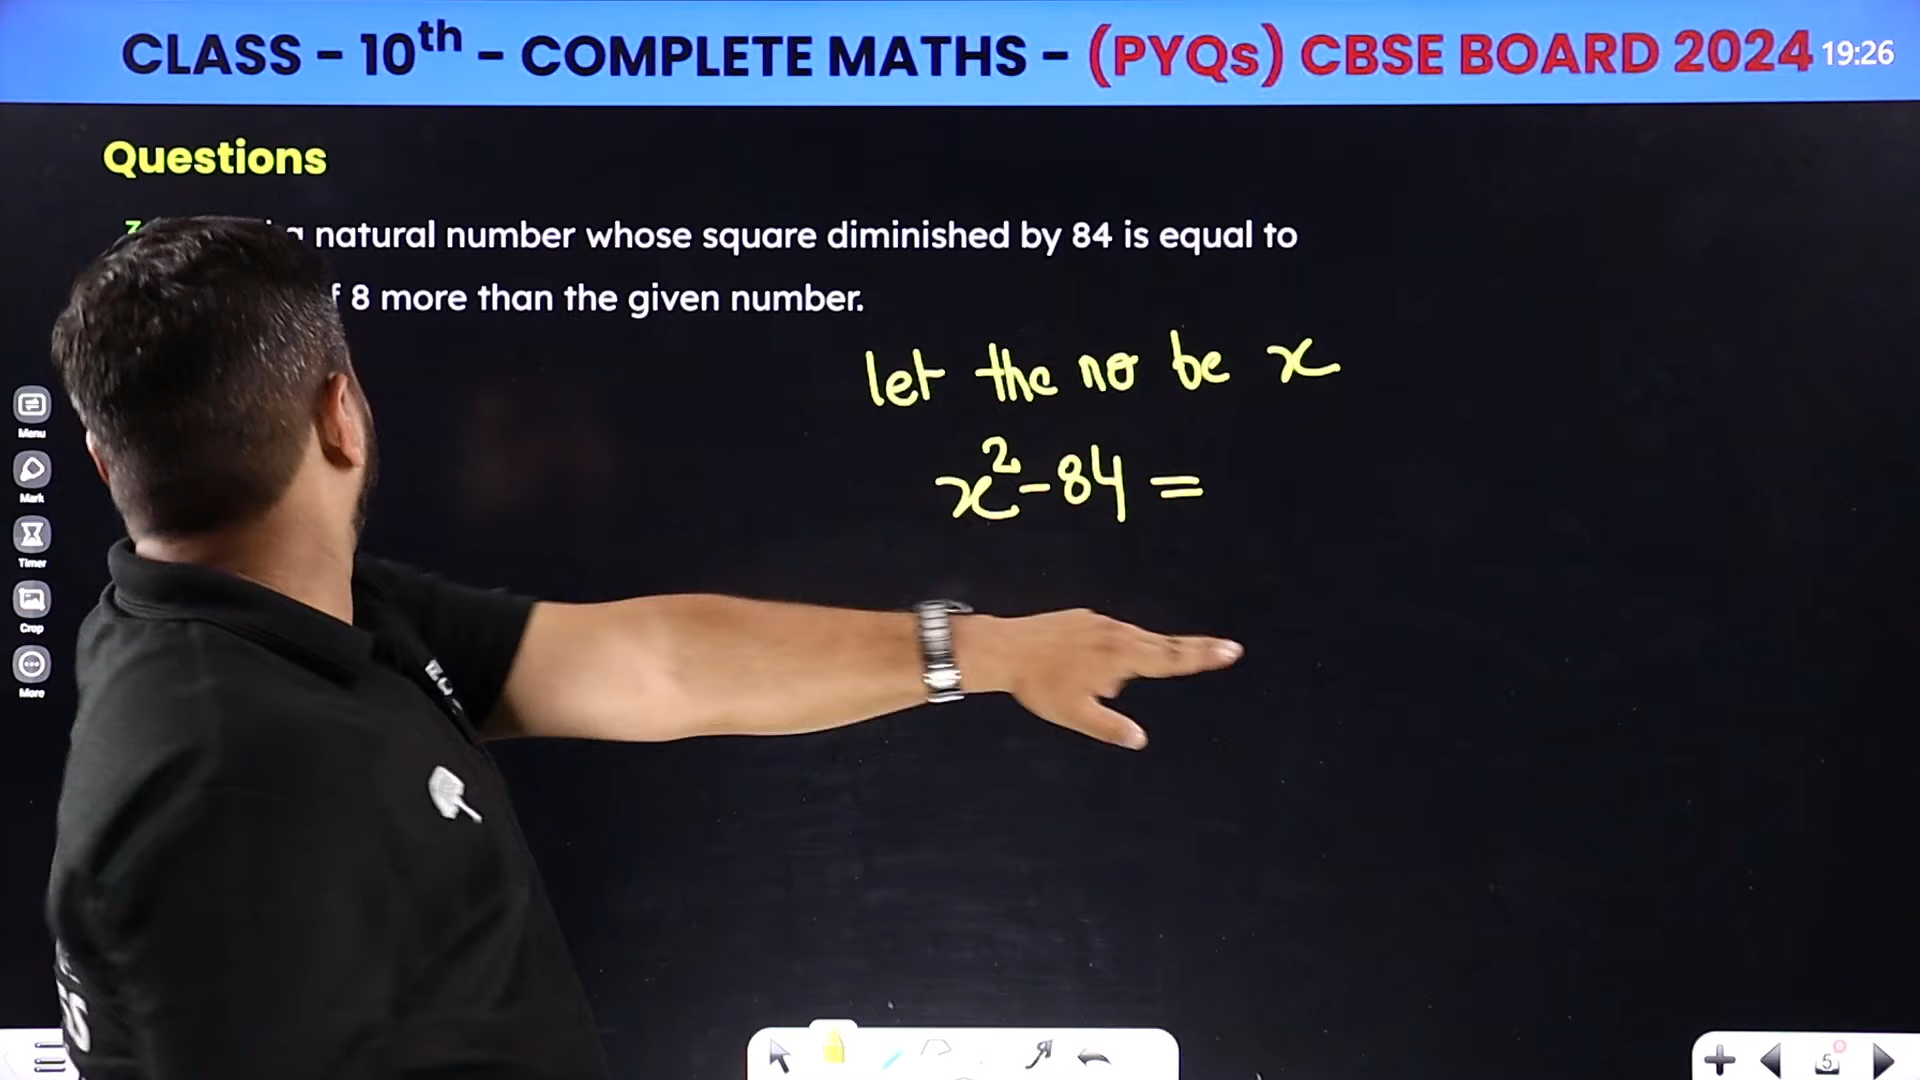 CLASS - 10th - COMPLETE MATHS - (PYQs) CBSE BOARD 2024 19:26
Questions
natural number whose square diminished by 84 is equal to
8 more than the given number.
let the no be x
x²-84 =
Menu
Mark
Timer
Crop
More
5